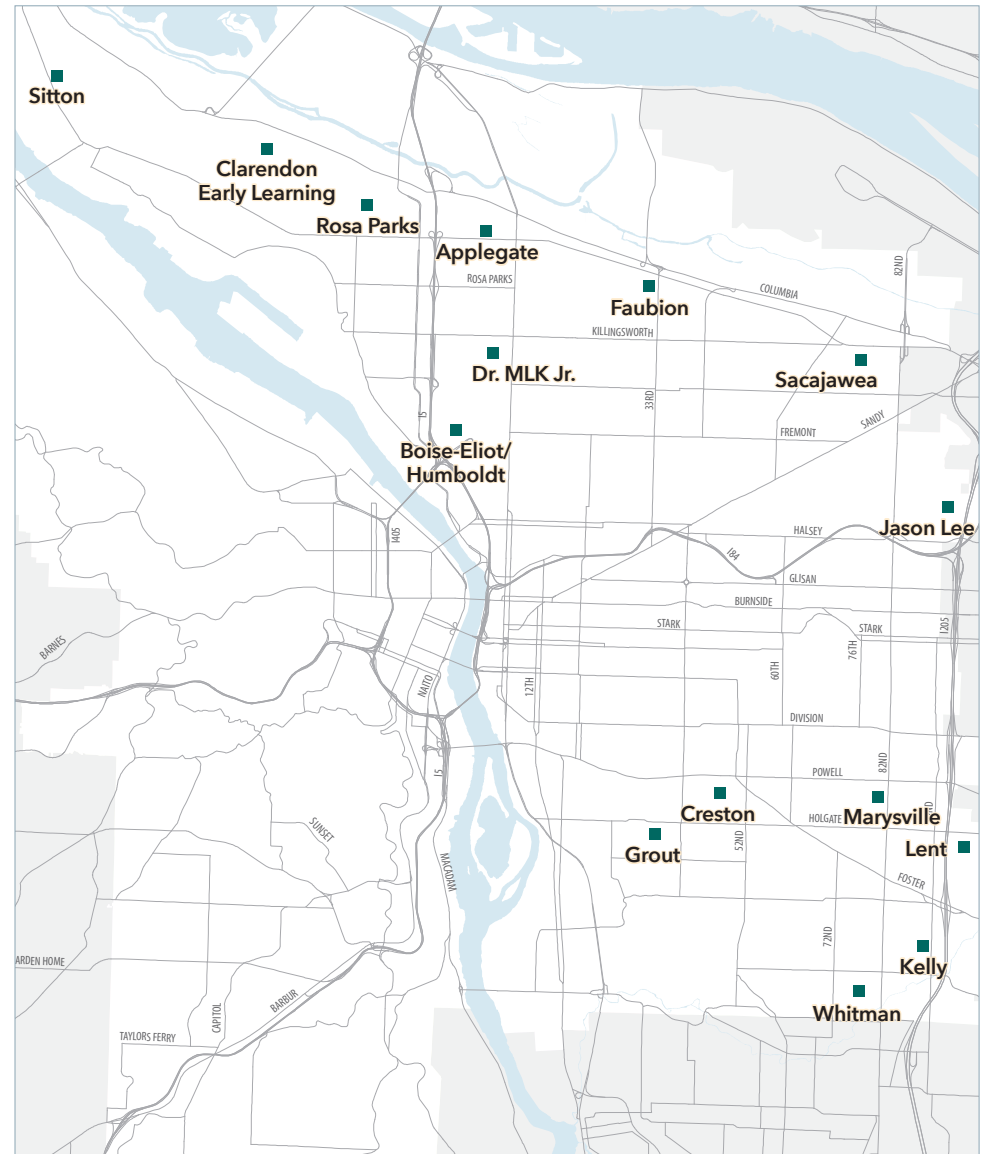 Sitton
Clarendon
Early Learning
Rosa Parks
Applegate
ROSA PARKS
82ND
COLUMBIA
Faubion
KILLINGSWORTH
Dr. MLK Jr.
Sacajawea
33RD
I5
SANDY
FREMONT
Boise-Eliot/
Humboldt
Jason Lee
I405
HALSEY
I84
GLISAN
BURNSIDE
STARK
STARK
I205
BARNES
76TH
60TH
NAITO
12TH
DIVISION
I5
82ND
POWELL
Creston
HOLGATE
Marysville
SUNSET
52ND
Grout
Lent
MACADAM
FOSTER
72ND
Kelly
ARDEN HOME
Whitman
BARBUR
CAPITOL
TAYLORS FERRY